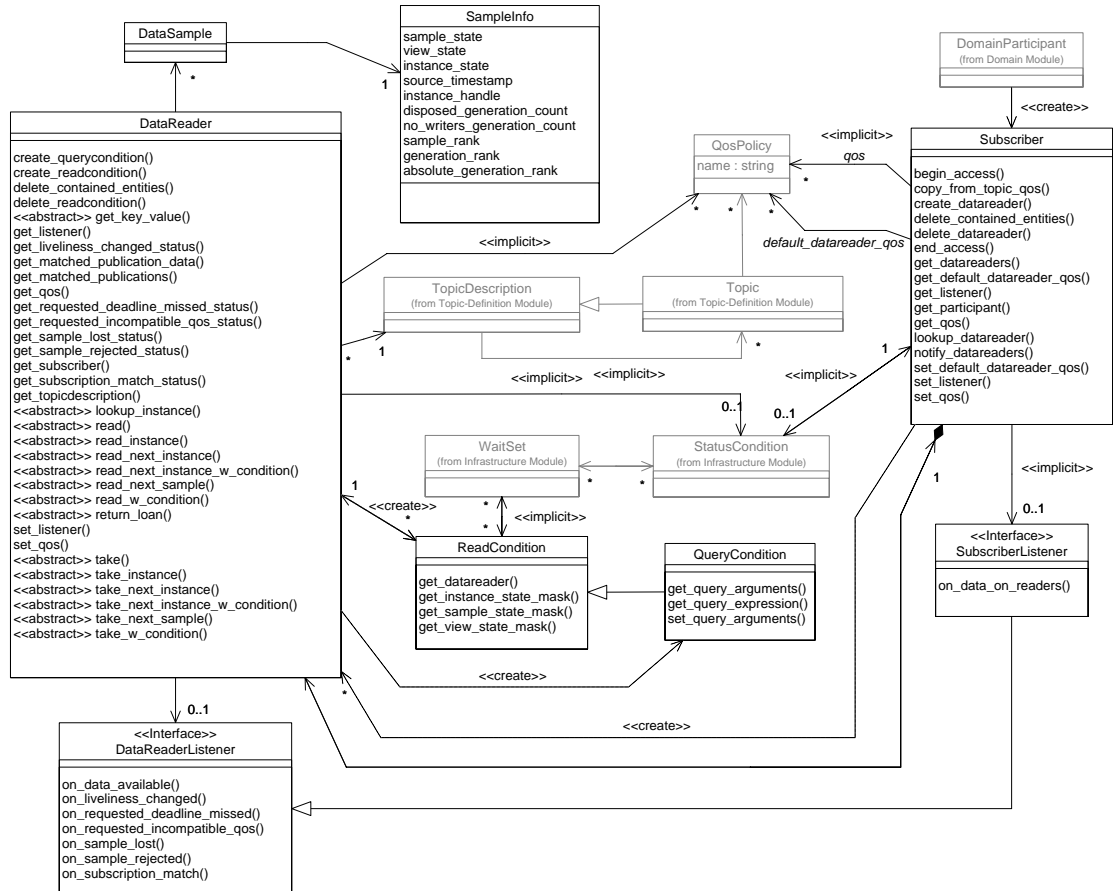 DataSample
*
SampleInfo
sample_state
view_state
instance_state
source_timestamp
instance_handle
disposed_generation_count
no_writers_generation_count
sample_rank
generation_rank
absolute_generation_rank
1
DomainParticipant
(from Domain Module)
<<create>>
DataReader
create_querycondition()
create_readcondition()
delete_contained_entities()
delete_readcondition()
<<abstract>> get_key_value()
get_listener()
get_liveliness_changed_status()
get_matched_publication_data()
get_matched_publications()
get_qos()
get_requested_deadline_missed_status()
get_requested_incompatible_qos_status()
get_sample_lost_status()
get_sample_rejected_status()
get_subscriber()
get_subscription_match_status()
get_topicdescription()
<<abstract>> lookup_instance()
<<abstract>> read()
<<abstract>> read_instance()
<<abstract>> read_next_instance()
<<abstract>> read_next_instance_w_condition()
<<abstract>> read_next_sample()
<<abstract>> read_w_condition()
<<abstract>> return_loan()
set_listener()
set_qos()
<<abstract>> take()
<<abstract>> take_instance()
<<abstract>> take_next_instance()
<<abstract>> take_next_instance_w_condition()
<<abstract>> take_next_sample()
<<abstract>> take_w_condition()
QosPolicy
name : string
<<implicit>>
qos
*
* * *
default_datareader_qos
<<implicit>>
Subscriber
begin_access()
copy_from_topic_qos()
create_datareader()
delete_contained_entities()
delete_datareader()
end_access()
get_datareaders()
get_default_datareader_qos()
get_listener()
get_participant()
get_qos()
lookup_datareader()
notify_datareaders()
set_default_datareader_qos()
set_listener()
set_qos()
TopicDescription
(from Topic-Definition Module)
Topic
(from Topic-Definition Module)
* 1
*
1
<<implicit>> <<implicit>> <<implicit>>
0..1 0..1
WaitSet
(from Infrastructure Module)
StatusCondition
(from Infrastructure Module)
* *
1
<<create>>
*
*
*
<<implicit>>
1
<<implicit>>
0..1
ReadCondition
get_datareader()
get_instance_state_mask()
get_sample_state_mask()
get_view_state_mask()
QueryCondition
get_query_arguments()
get_query_expression()
set_query_arguments()
<<Interface>>
SubscriberListener
on_data_on_readers()
<<create>>
*
<<create>>
0..1
<<Interface>>
DataReaderListener
on_data_available()
on_liveliness_changed()
on_requested_deadline_missed()
on_requested_incompatible_qos()
on_sample_lost()
on_sample_rejected()
on_subscription_match()